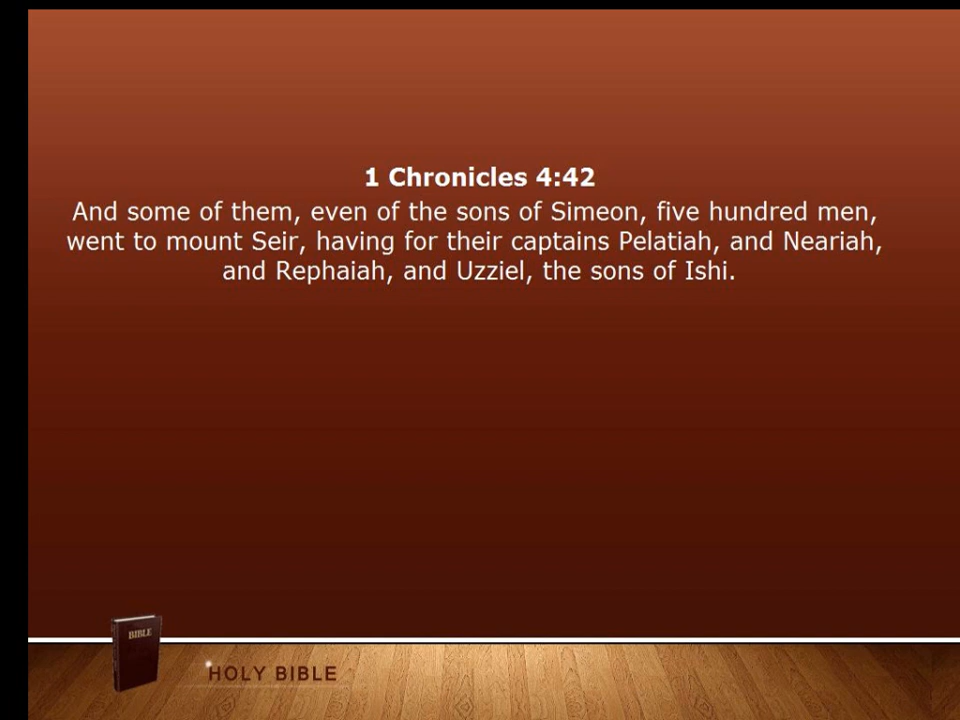 1 Chronicles 4:42
And some of them, even of the sons of Simeon, five hundred men,
went to mount Seir, having for their captains Pelatiah, and Neariah,
and Rephaiah, and Uzziel, the sons of Ishi.
BIBLE
HOLY BIBLE